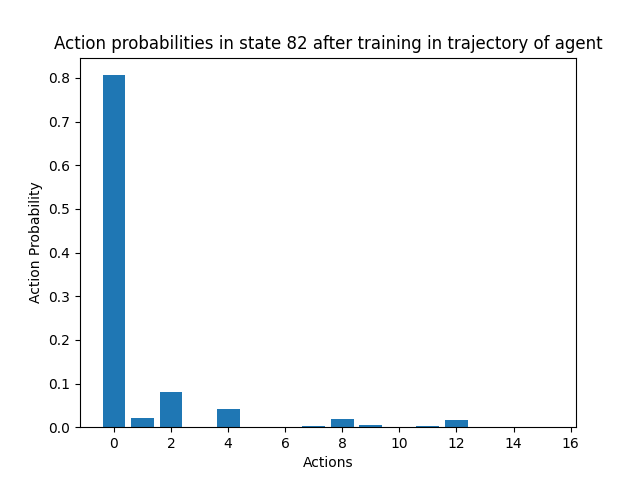 Action probabilities in state 82 after training in trajectory of agent
0.8
0.7
0.6
0.5
0.4
0.3
0.2
0.1
0.0
Action Probability
0 2 4 6 8 10 12 14 16
Actions